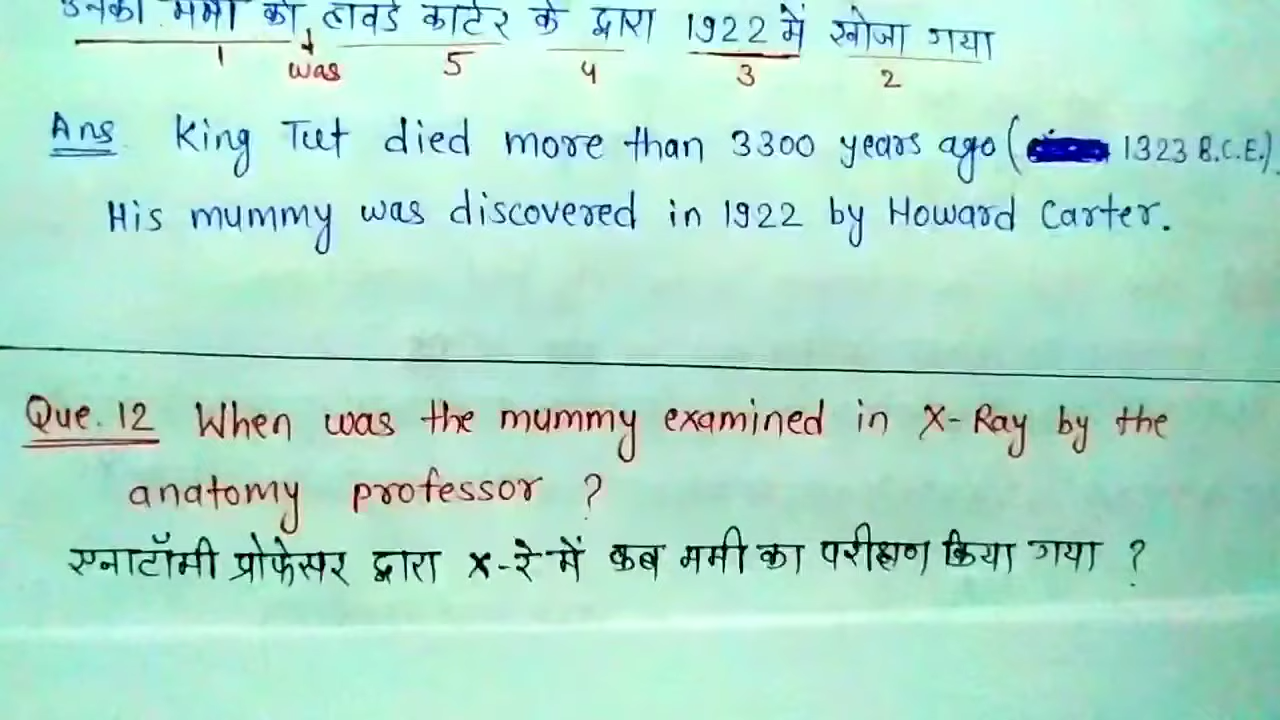 उनकी ममी को हावर्ड कार्टर के द्वारा 1922 में खोजा गया
1 was 5 4 3 2
Ans King Tut died more than 3300 years ago ( 1323 B.C.E.)
His mummy was discovered in 1922 by Howard Carter.
Que. 12 When was the mummy examined in X-Ray by the
anatomy professor ?
एनाटॉमी प्रोफेसर द्वारा x-रे में कब ममी का परीक्षण किया गया ?